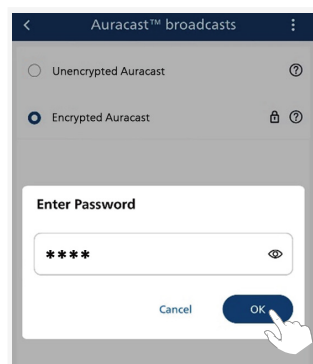 Auracast™ broadcasts
Unencrypted Auracast
Encrypted Auracast
Enter Password
****
Cancel OK